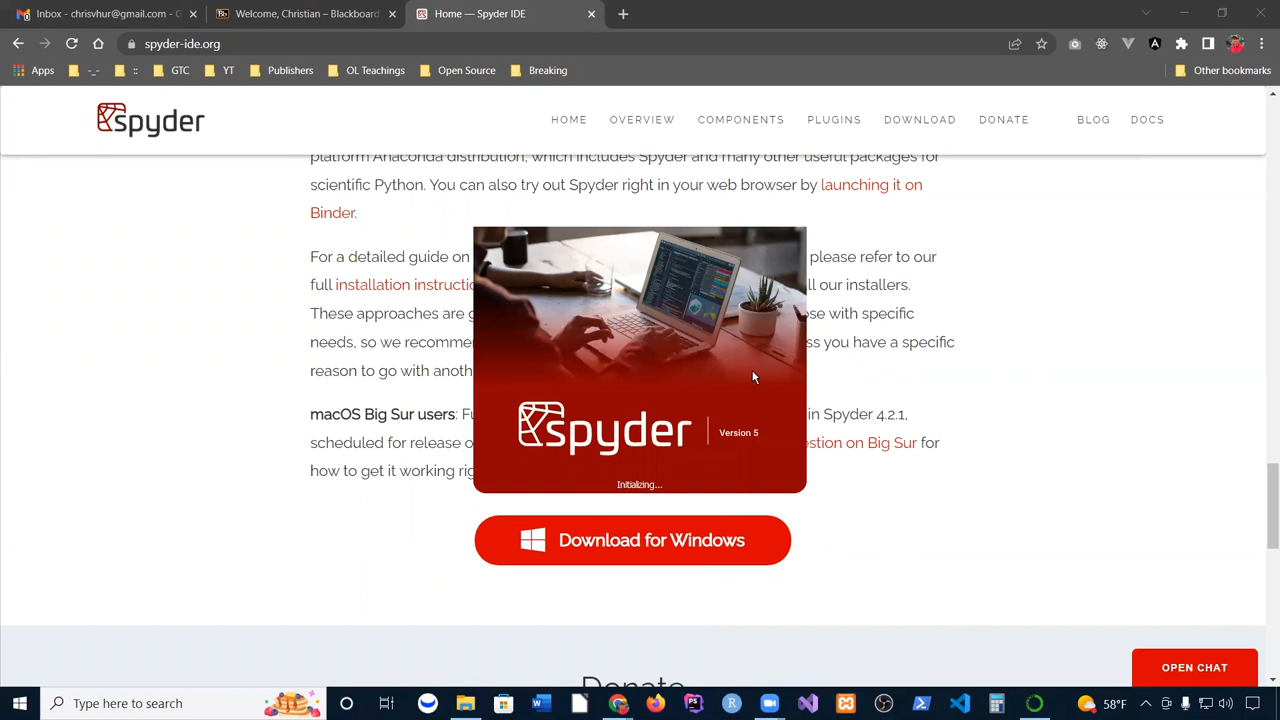 Inbox - chrisvhur@gmail.com - G
Welcome, Christian – Blackboard
Home — Spyder IDE
spyder-ide.org
Apps
-_-
::
GTC
YT
Publishers
OL Teachings
Open Source
Breaking
Other bookmarks
spyder
HOME
OVERVIEW
COMPONENTS
PLUGINS
DOWNLOAD
DONATE
BLOG
DOCS
platform Anaconda distribution, which includes Spyder and many other useful packages for
scientific Python. You can also try out Spyder right in your web browser by launching it on
Binder.
For a detailed guide on please refer to our
full installation instructio ll our installers.
These approaches are g ose with specific
needs, so we recommen ss you have a specific
reason to go with anoth
macOS Big Sur users: Fu in Spyder 4.2.1,
scheduled for release o estion on Big Sur for
how to get it working rig
spyder
Version 5
Initializing...
Download for Windows
OPEN CHAT
Donate
Type here to search
58°F